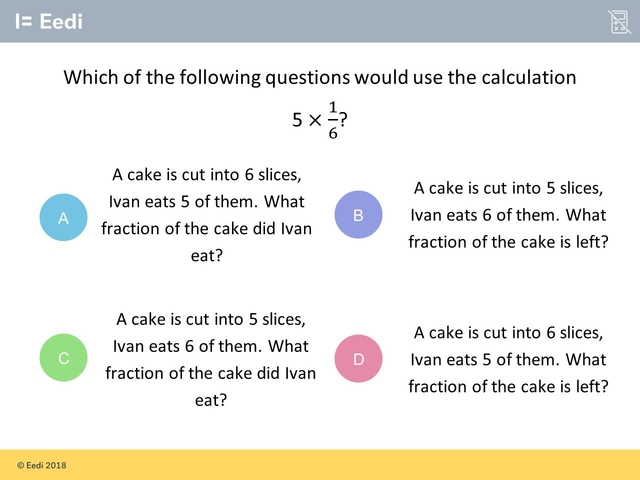 Eedi
Which of the following questions would use the calculation
5 × 1/6?
A
A cake is cut into 6 slices,
Ivan eats 5 of them. What
fraction of the cake did Ivan
eat?
B
A cake is cut into 5 slices,
Ivan eats 6 of them. What
fraction of the cake is left?
C
A cake is cut into 5 slices,
Ivan eats 6 of them. What
fraction of the cake did Ivan
eat?
D
A cake is cut into 6 slices,
Ivan eats 5 of them. What
fraction of the cake is left?
© Eedi 2018